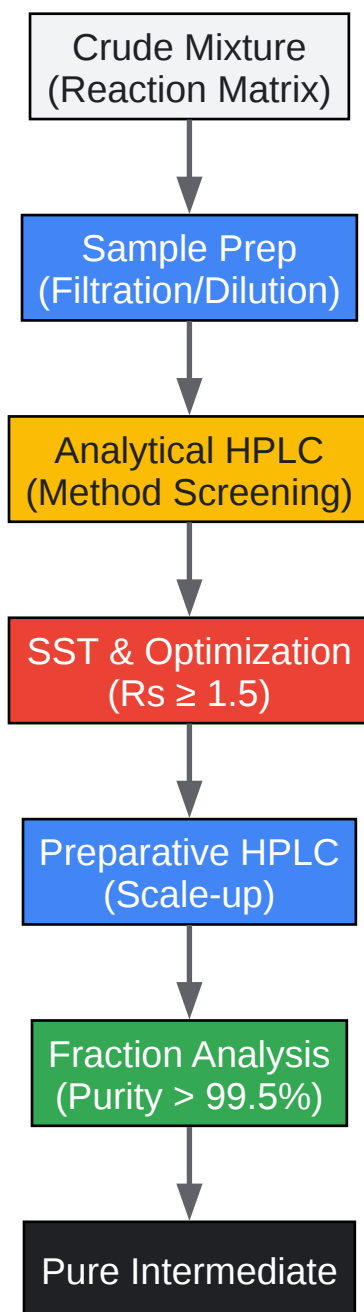 Crude Mixture
(Reaction Matrix)
Sample Prep
(Filtration/Dilution)
Analytical HPLC
(Method Screening)
SST & Optimization
(Rs ≥ 1.5)
Preparative HPLC
(Scale-up)
Fraction Analysis
(Purity > 99.5%)
Pure Intermediate